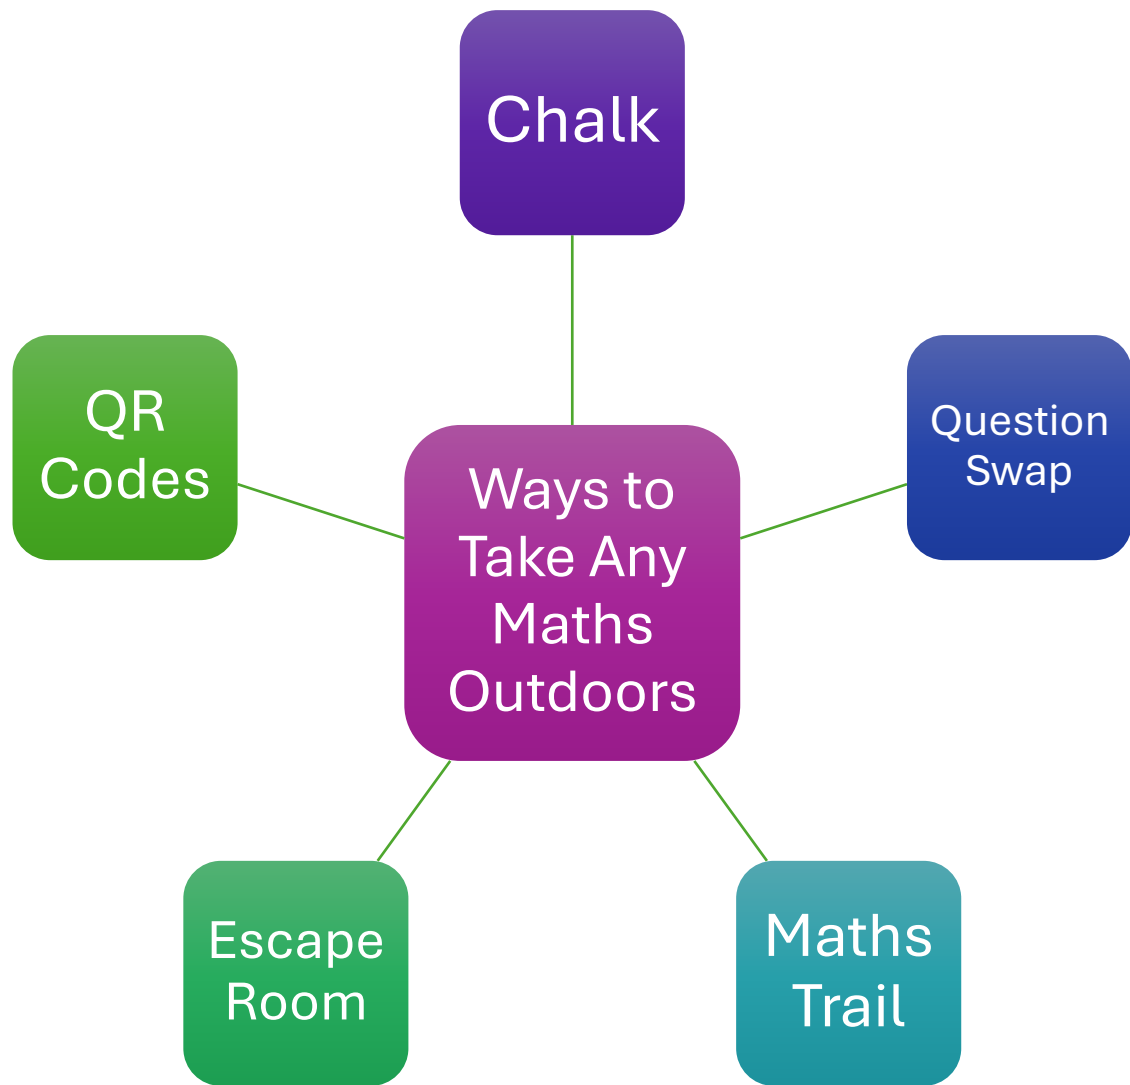 Chalk
Question
Swap
Maths
Trail
Escape
Room
QR
Codes
Ways to
Take Any
Maths
Outdoors